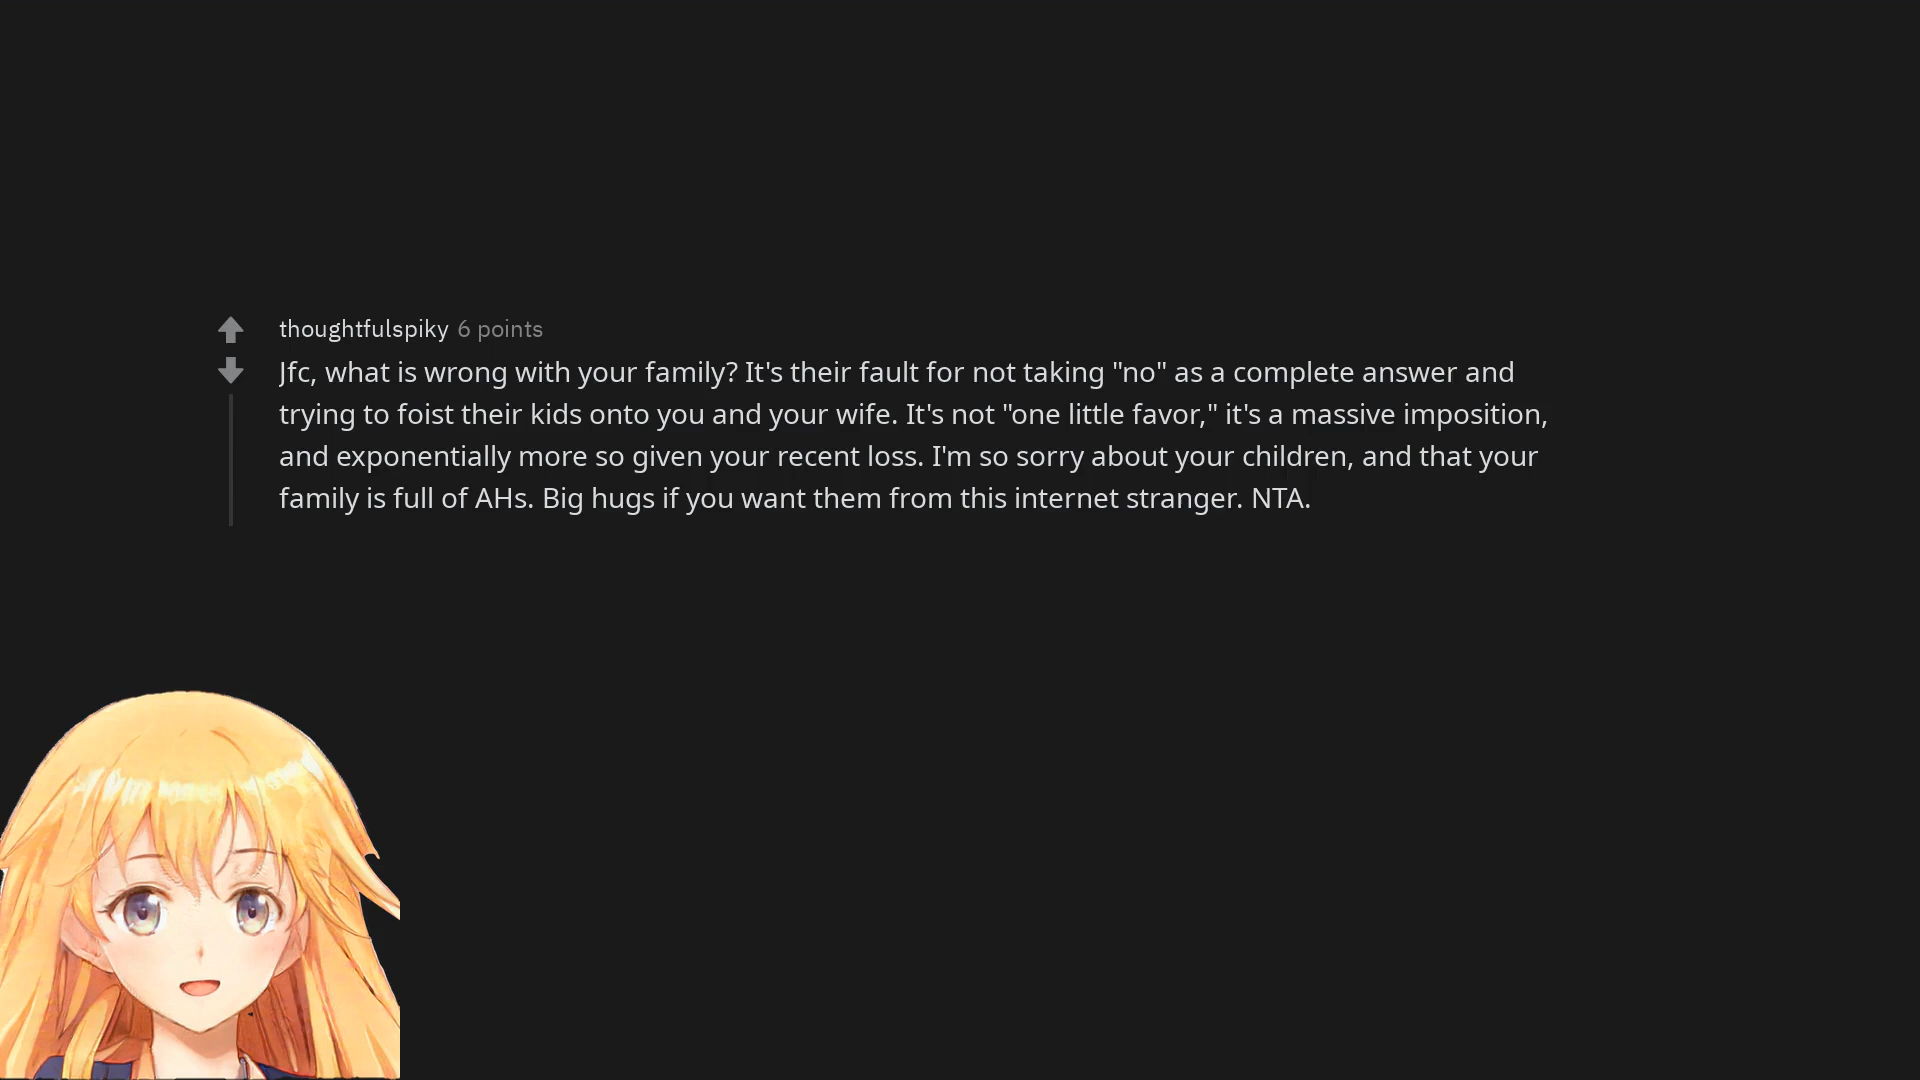 thoughtfulspiky 6 points
Jfc, what is wrong with your family? It's their fault for not taking "no" as a complete answer and
trying to foist their kids onto you and your wife. It's not "one little favor," it's a massive imposition,
and exponentially more so given your recent loss. I'm so sorry about your children, and that your
family is full of AHs. Big hugs if you want them from this internet stranger. NTA.